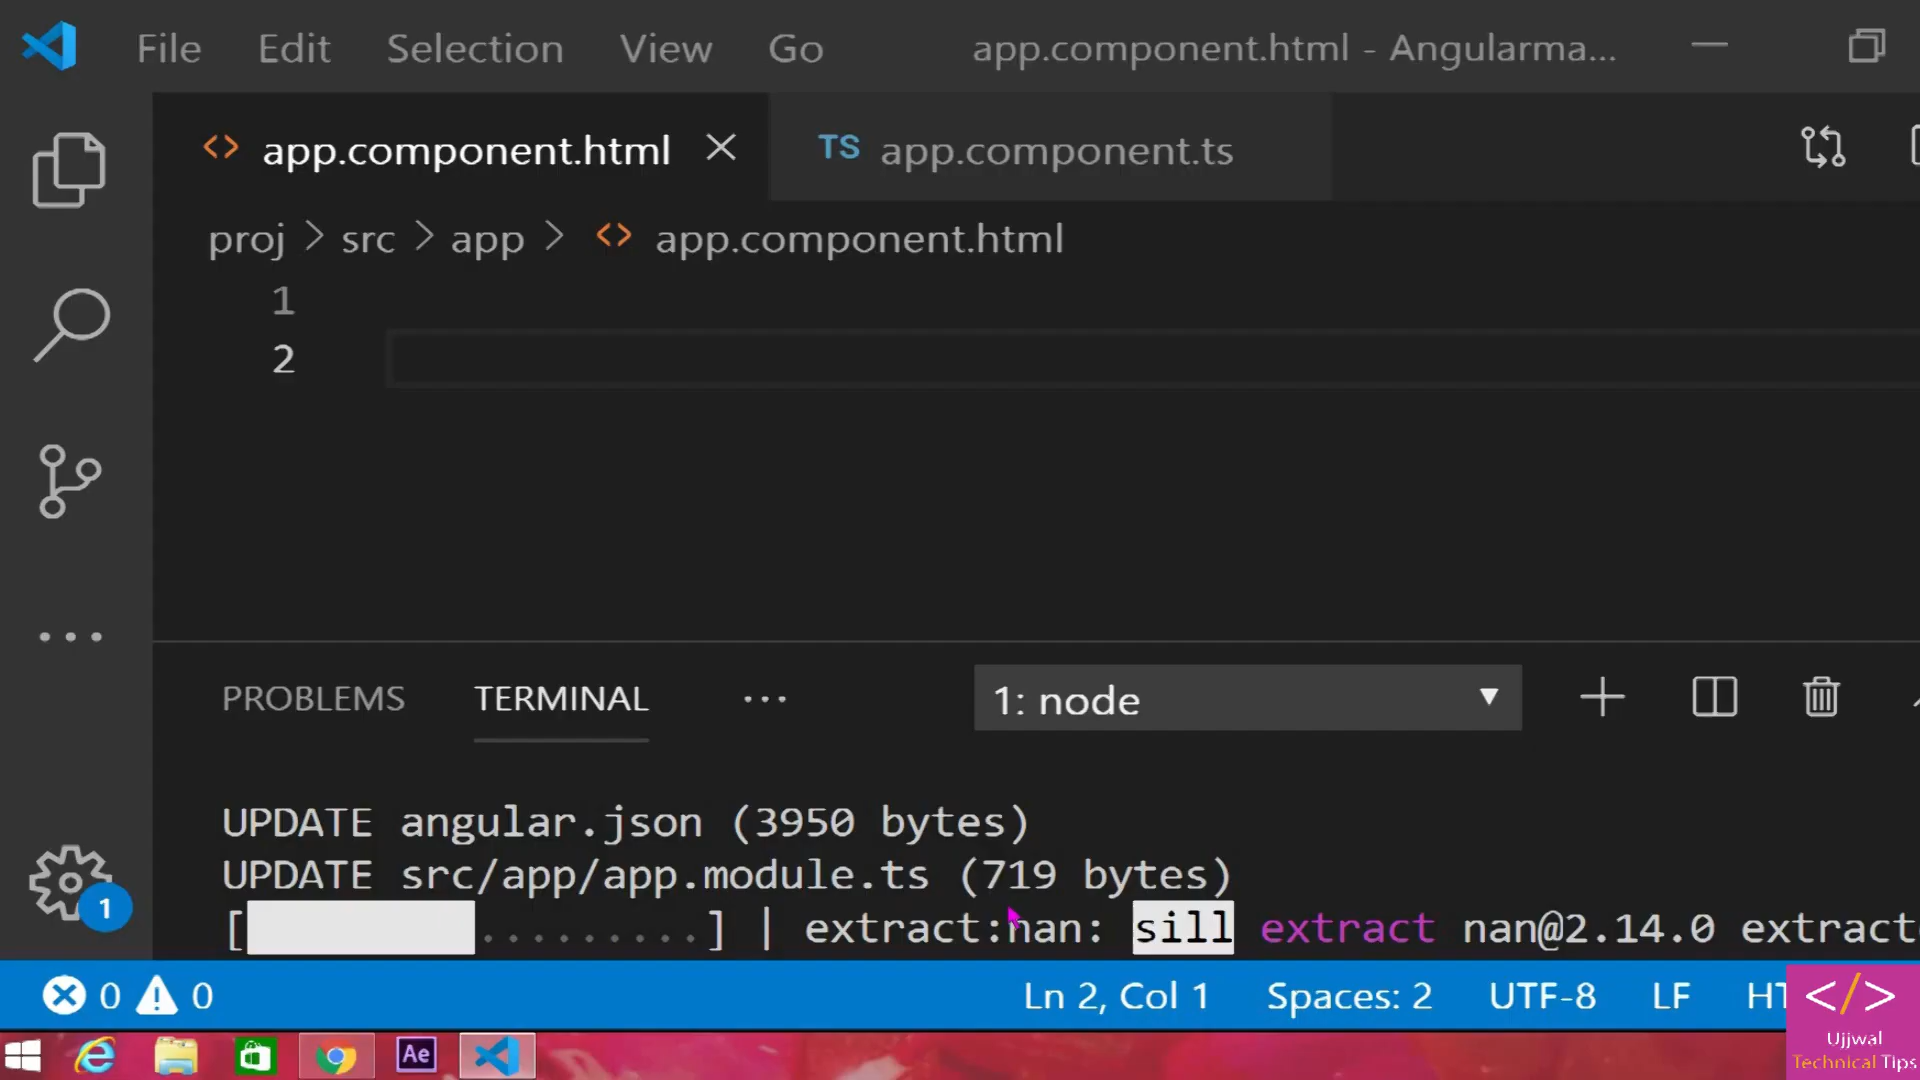 File Edit Selection View Go app.component.html - Angularma...
app.component.html TS app.component.ts
proj > src > app > app.component.html
1
2
PROBLEMS TERMINAL ... 1: node
UPDATE angular.json (3950 bytes)
UPDATE src/app/app.module.ts (719 bytes)
[ .........] | extract:nan: sill extract nan@2.14.0 extract
1
0 0 Ln 2, Col 1 Spaces: 2 UTF-8 LF HT
</>
Ae
Ujjwal
Technical Tips